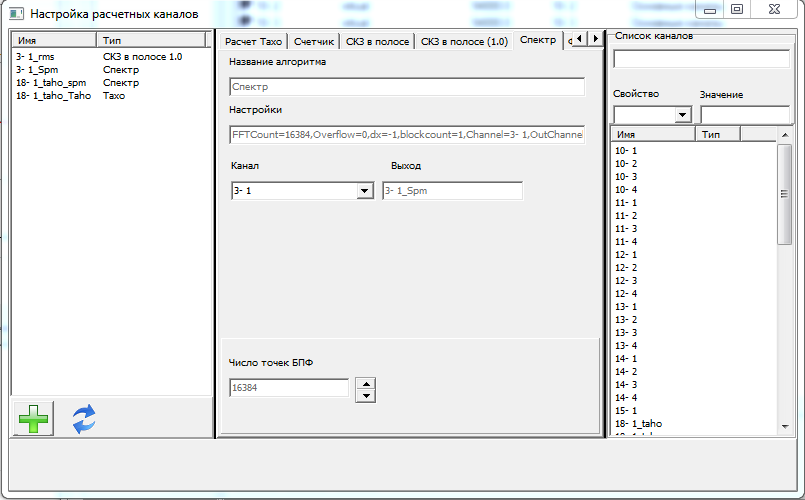 Настройка расчетных каналов
Имя Тип
3- 1_rms СКЗ в полосе 1.0
3- 1_Spm Спектр
18- 1_taho_spm Спектр
18- 1_taho_Taho Тахо
Расчет Тахо Счетчик СКЗ в полосе СКЗ в полосе (1.0) Спектр
Название алгоритма
Спектр
Настройки
FFTCount=16384,Overflow=0,dx=-1,blockcount=1,Channel=3- 1,OutChannel
Канал Выход
3- 1 3- 1_Spm
Число точек БПФ
16384
Список каналов
Свойство Значение
Имя Тип
10- 1
10- 2
10- 3
10- 4
11- 1
11- 2
11- 3
11- 4
12- 1
12- 2
12- 3
12- 4
13- 1
13- 2
13- 3
13- 4
14- 1
14- 2
14- 3
14- 4
15- 1
18- 1_taho